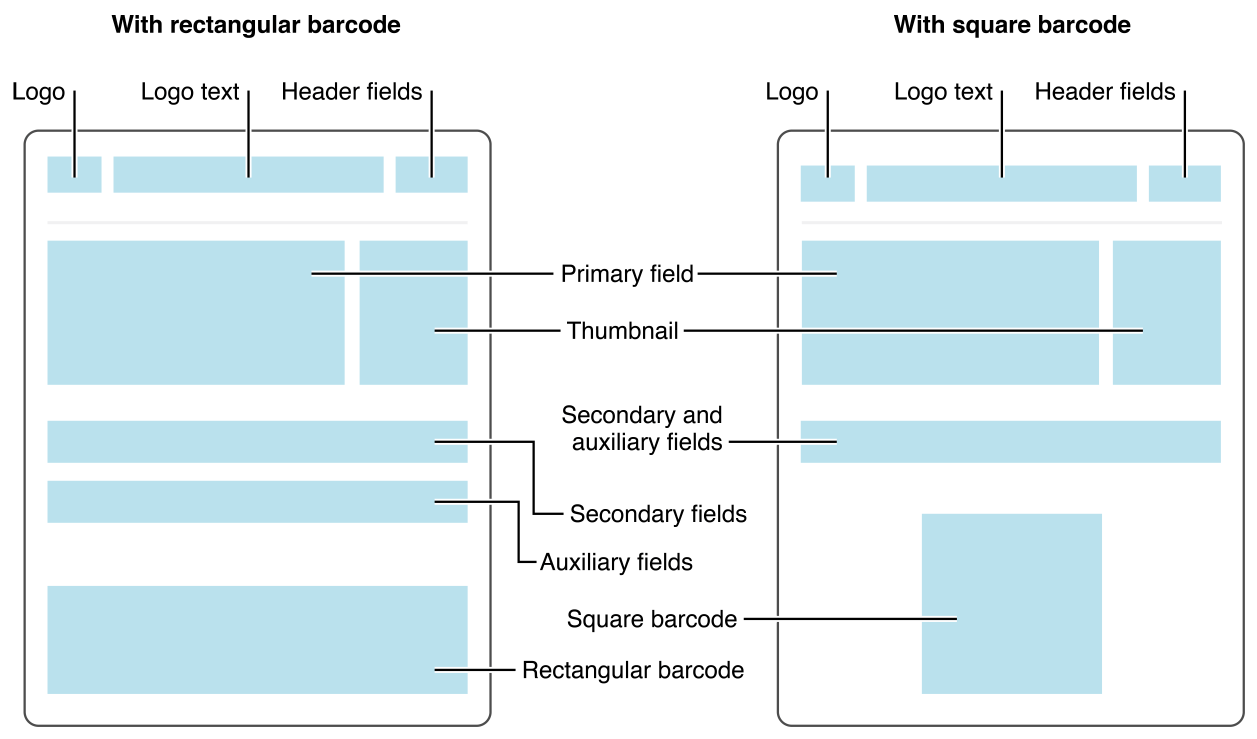 With rectangular barcode
With square barcode
Logo
Logo text
Header fields
Logo
Logo text
Header fields
Primary field
Thumbnail
Secondary and
auxiliary fields
Secondary fields
Auxiliary fields
Square barcode
Rectangular barcode